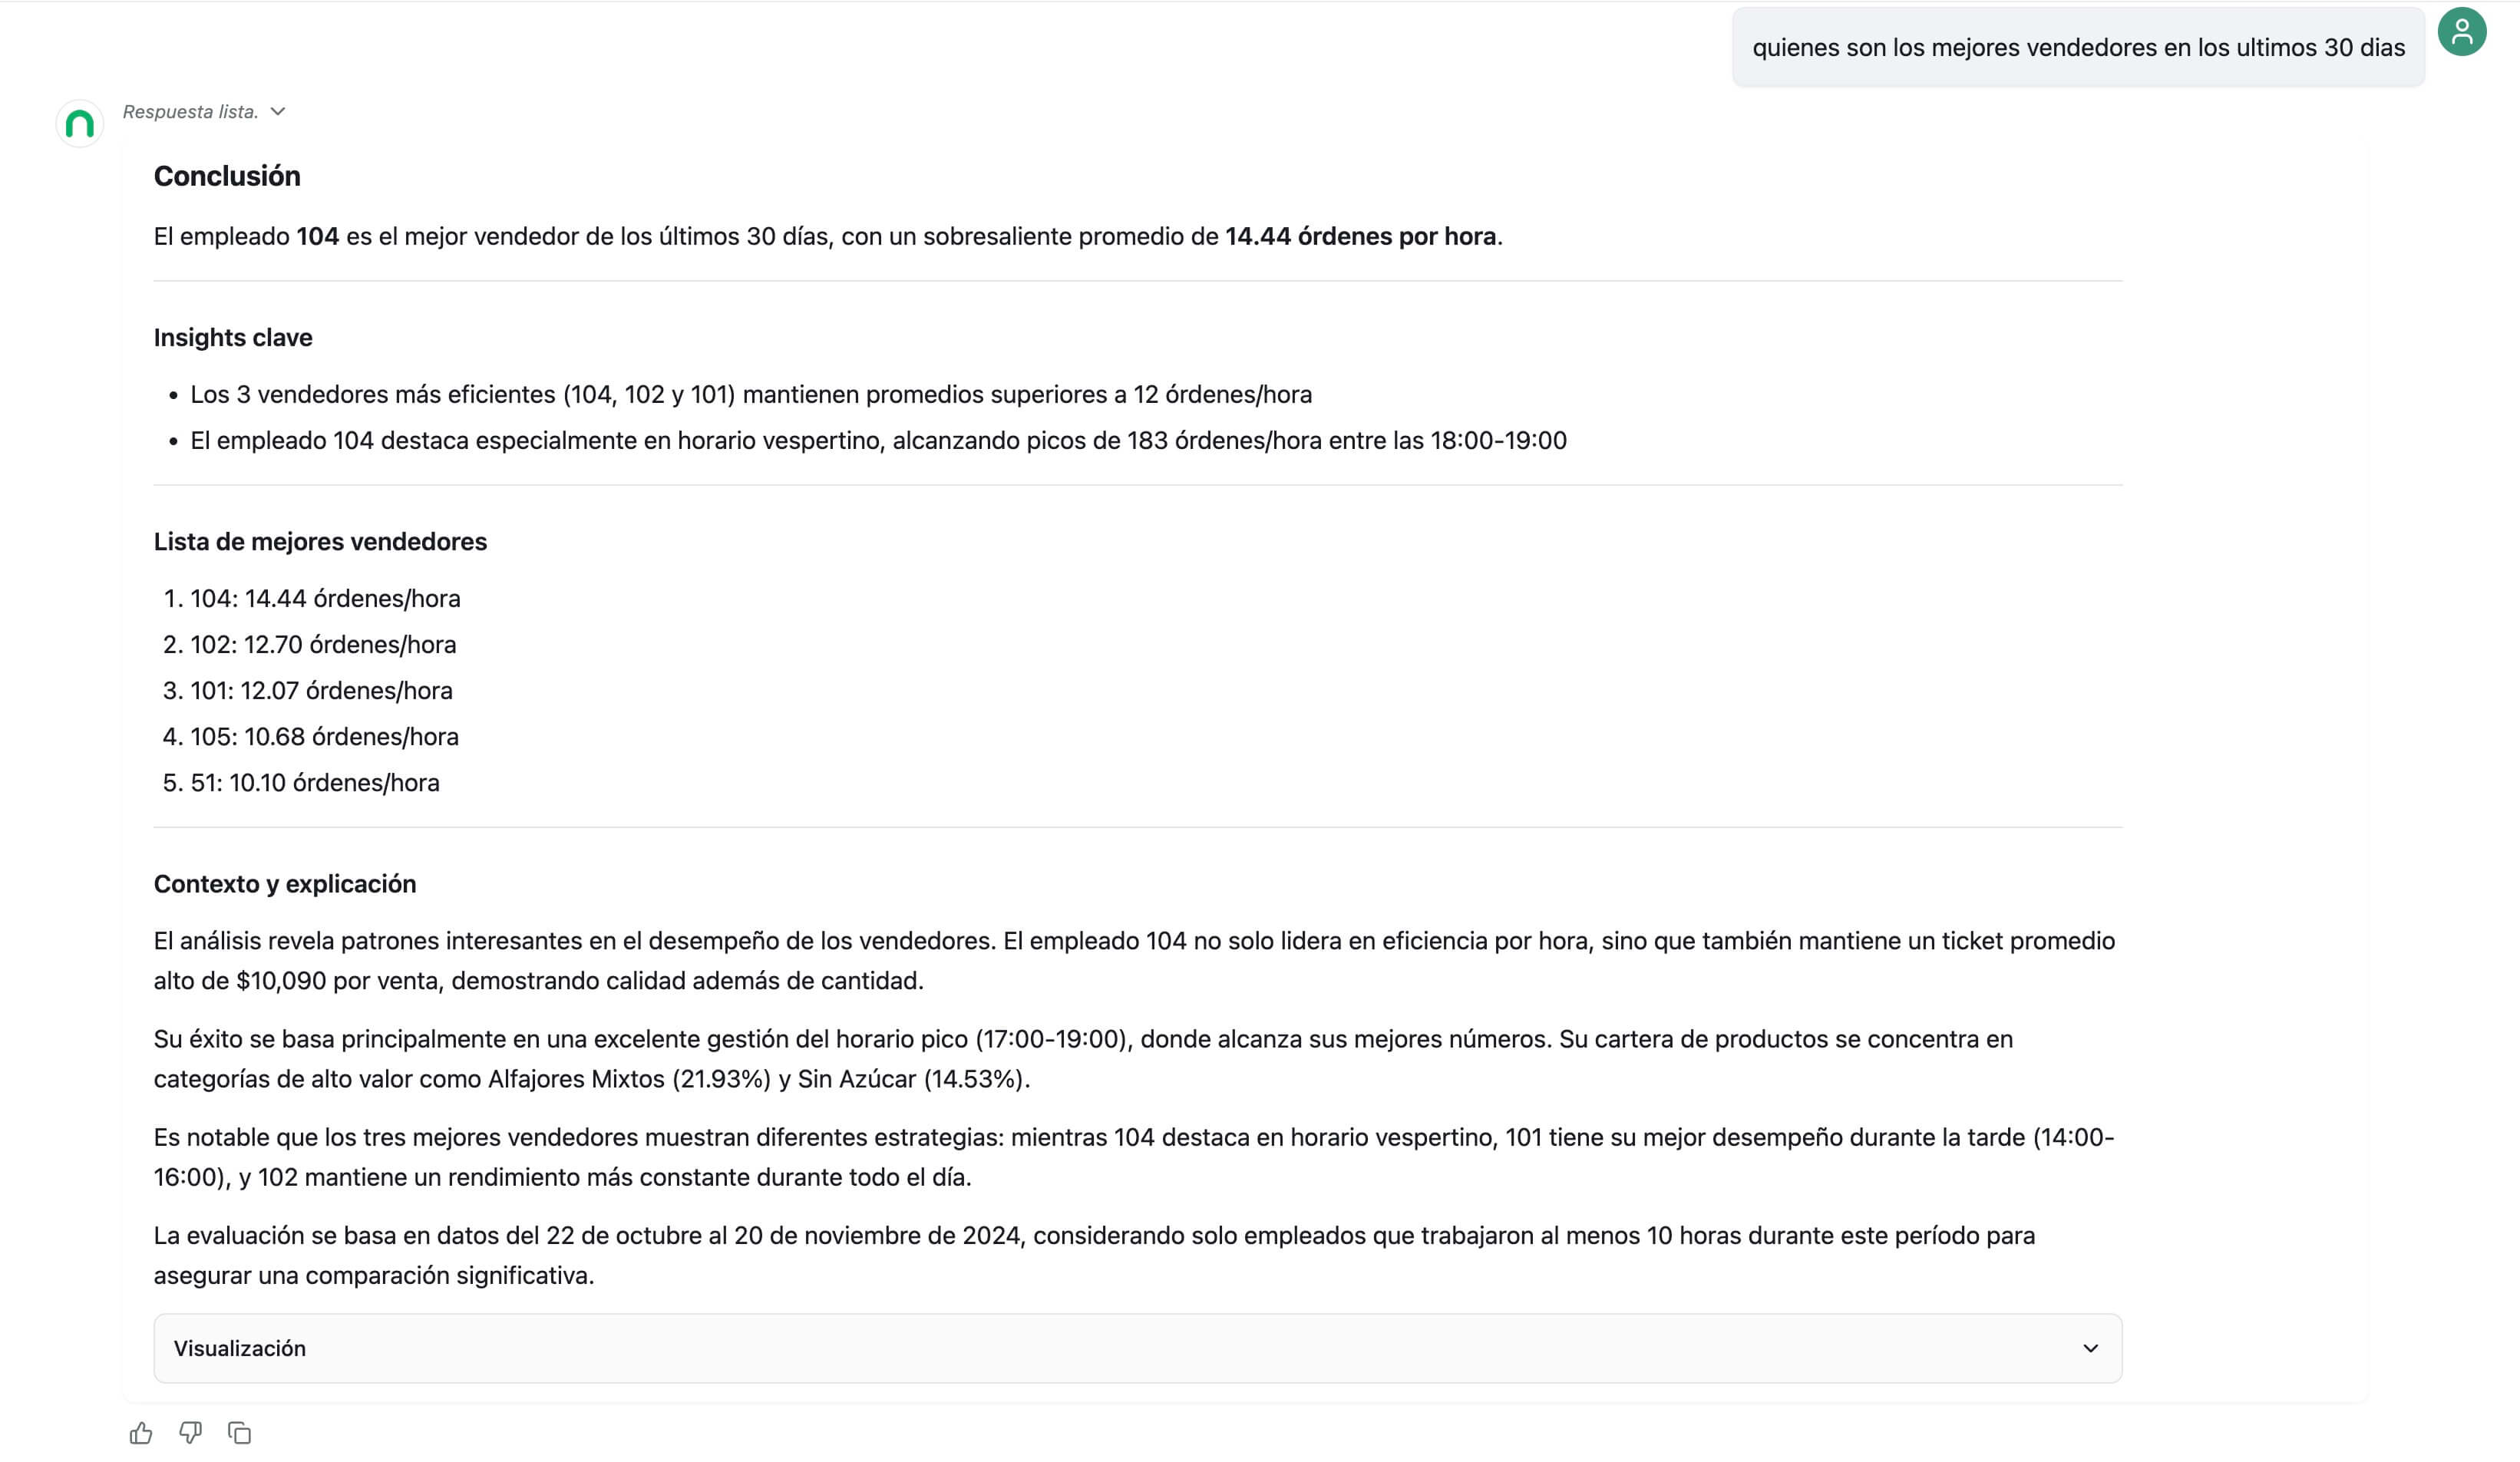 quienes son los mejores vendedores en los ultimos 30 dias
Respuesta lista.
Conclusión
El empleado 104 es el mejor vendedor de los últimos 30 días, con un sobresaliente promedio de 14.44 órdenes por hora.
Insights clave
• Los 3 vendedores más eficientes (104, 102 y 101) mantienen promedios superiores a 12 órdenes/hora
• El empleado 104 destaca especialmente en horario vespertino, alcanzando picos de 183 órdenes/hora entre las 18:00-19:00
Lista de mejores vendedores
1. 104: 14.44 órdenes/hora
2. 102: 12.70 órdenes/hora
3. 101: 12.07 órdenes/hora
4. 105: 10.68 órdenes/hora
5. 51: 10.10 órdenes/hora
Contexto y explicación
El análisis revela patrones interesantes en el desempeño de los vendedores. El empleado 104 no solo lidera en eficiencia por hora, sino que también mantiene un ticket promedio
alto de $10,090 por venta, demostrando calidad además de cantidad.
Su éxito se basa principalmente en una excelente gestión del horario pico (17:00-19:00), donde alcanza sus mejores números. Su cartera de productos se concentra en
categorías de alto valor como Alfajores Mixtos (21.93%) y Sin Azúcar (14.53%).
Es notable que los tres mejores vendedores muestran diferentes estrategias: mientras 104 destaca en horario vespertino, 101 tiene su mejor desempeño durante la tarde (14:00-
16:00), y 102 mantiene un rendimiento más constante durante todo el día.
La evaluación se basa en datos del 22 de octubre al 20 de noviembre de 2024, considerando solo empleados que trabajaron al menos 10 horas durante este período para
asegurar una comparación significativa.
Visualización